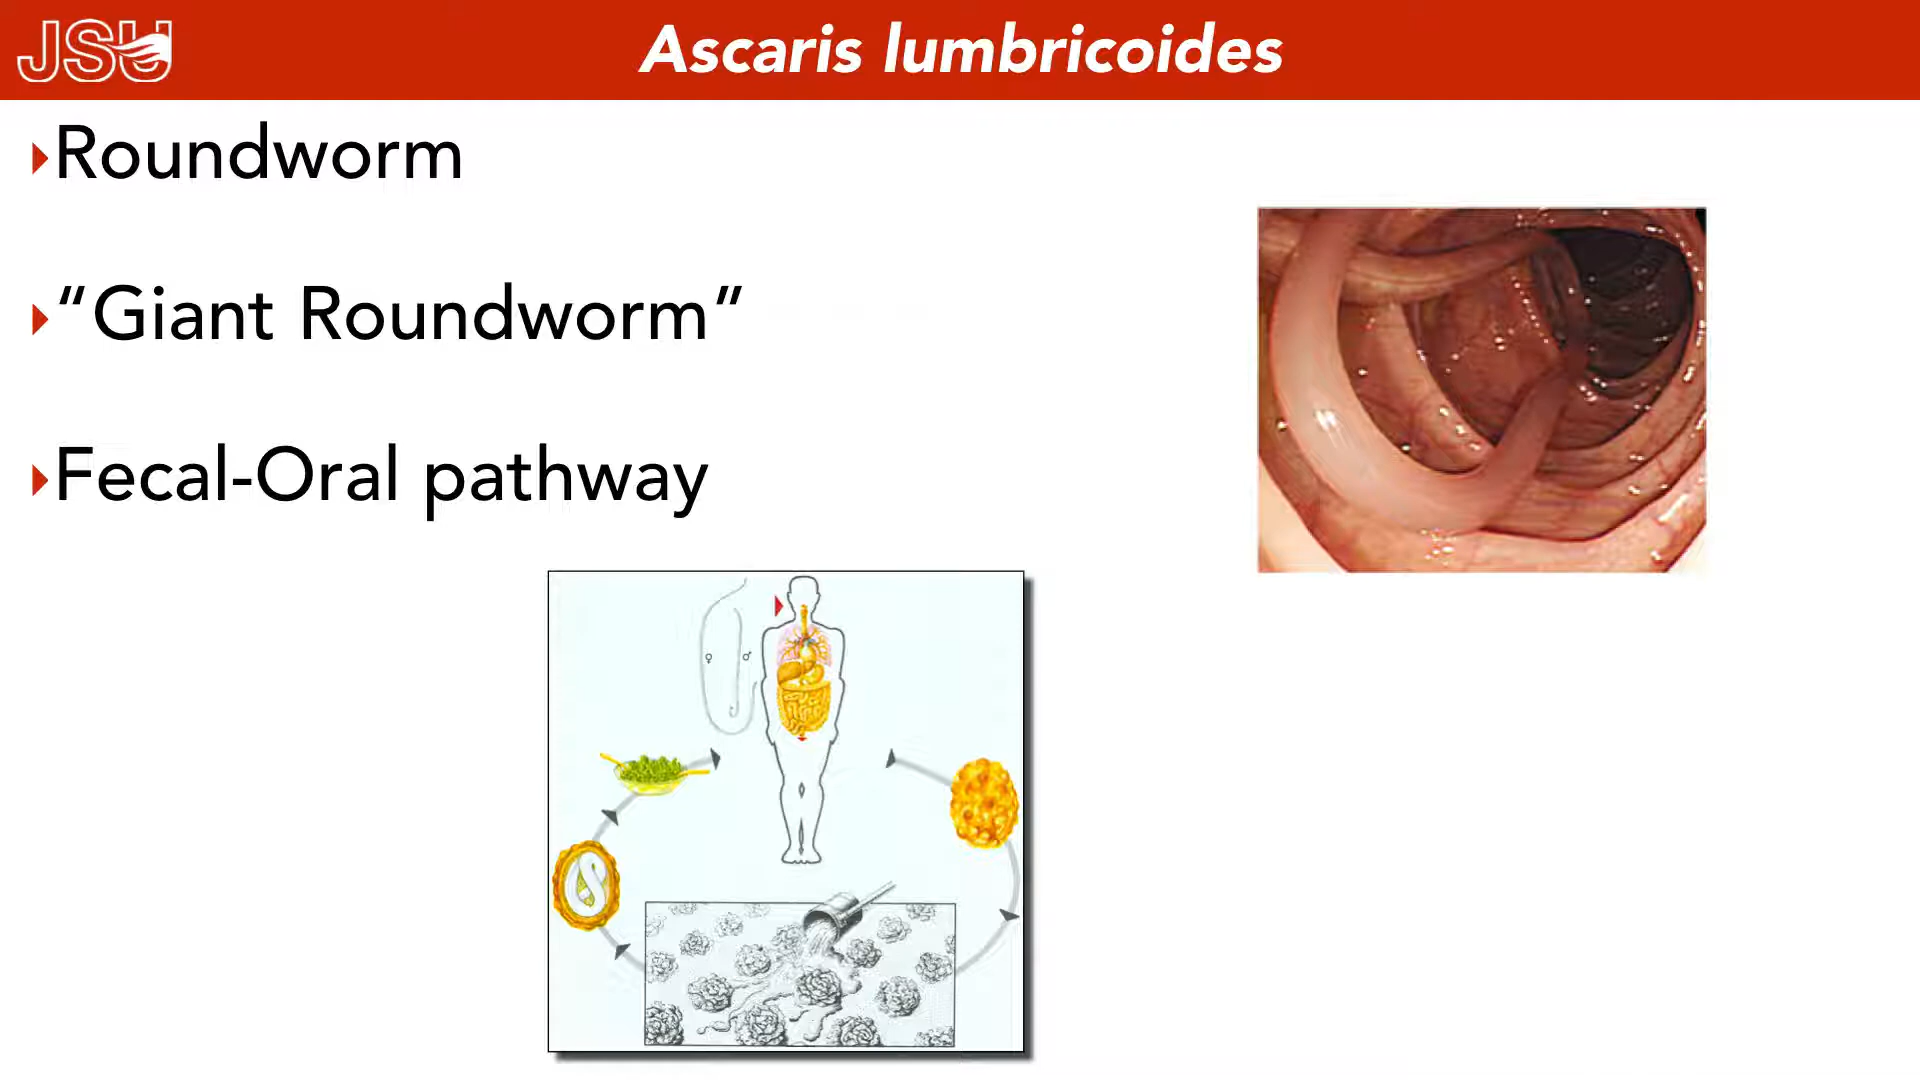 JSU
Ascaris lumbricoides
Roundworm
“Giant Roundworm”
Fecal-Oral pathway
♀ ♂